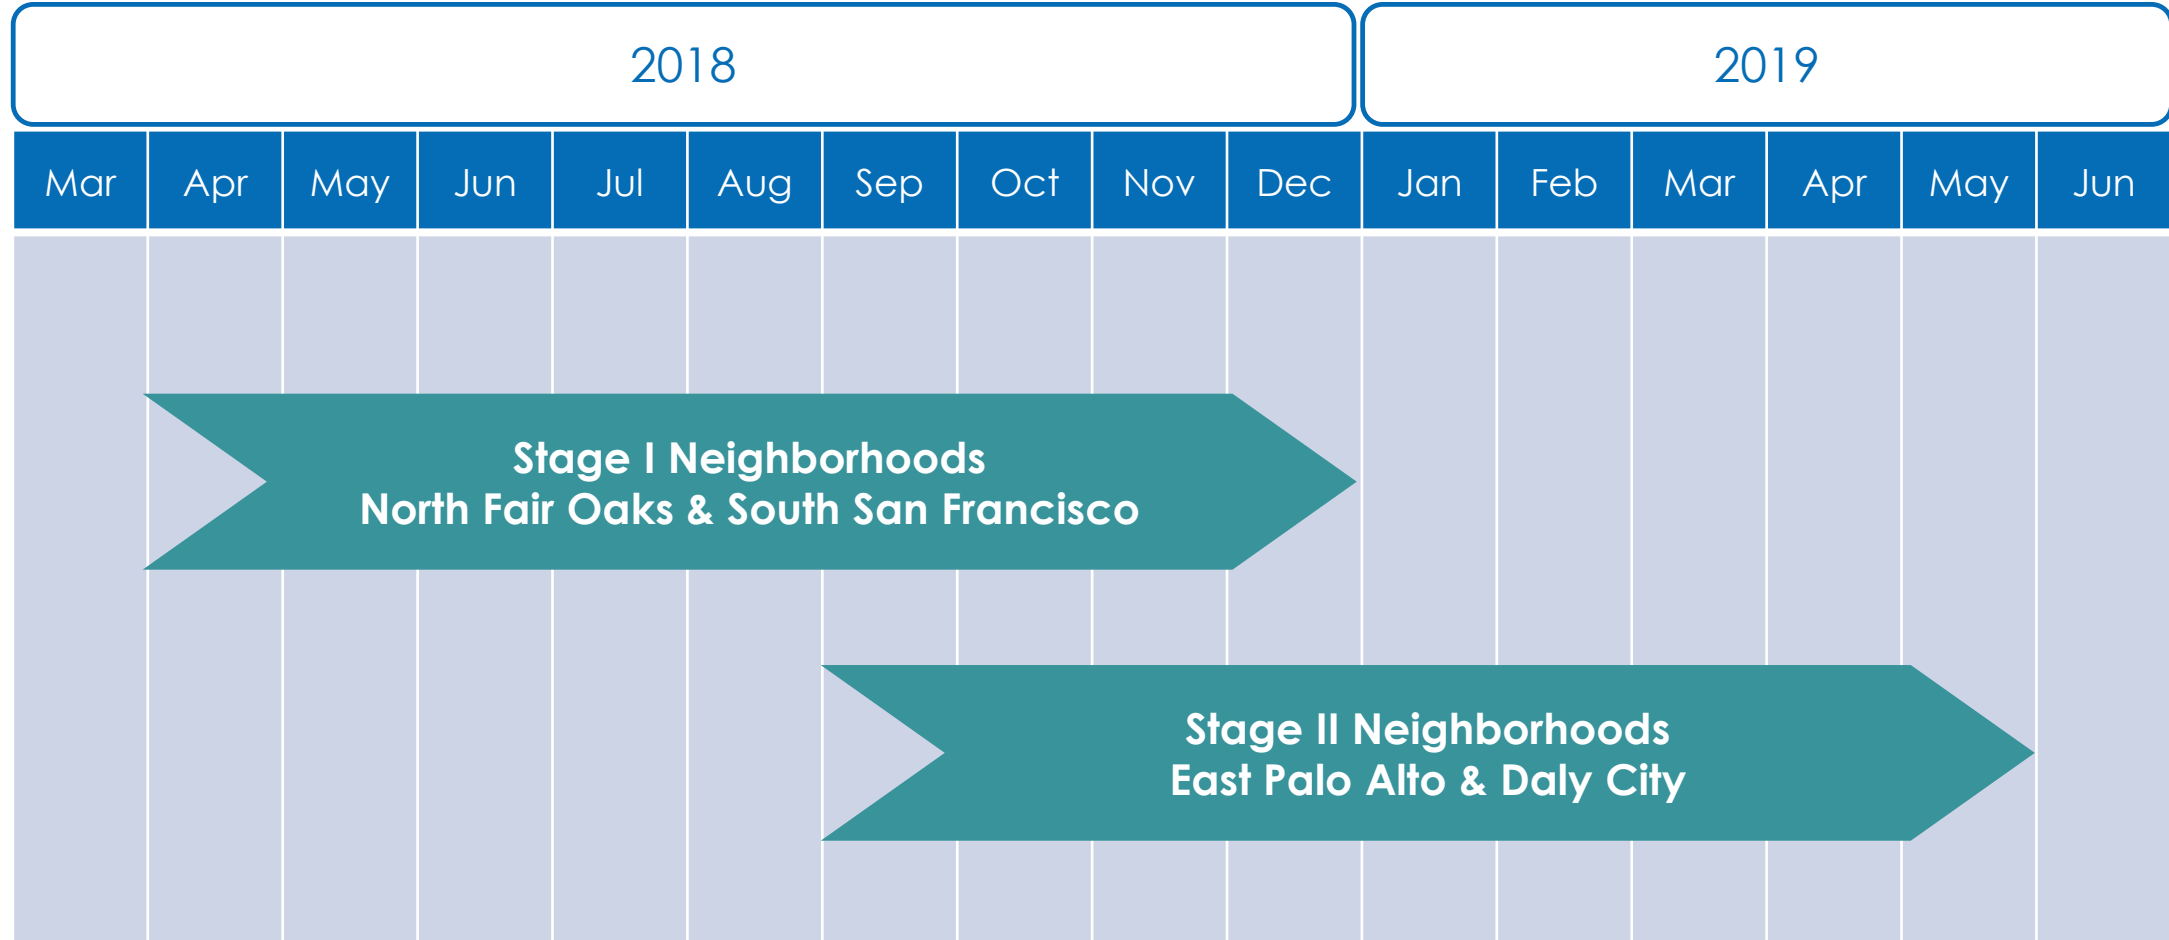 2018 2019
Mar Apr May Jun Jul Aug Sep Oct Nov Dec Jan Feb Mar Apr May Jun
Stage I Neighborhoods
North Fair Oaks & South San Francisco
Stage II Neighborhoods
East Palo Alto & Daly City